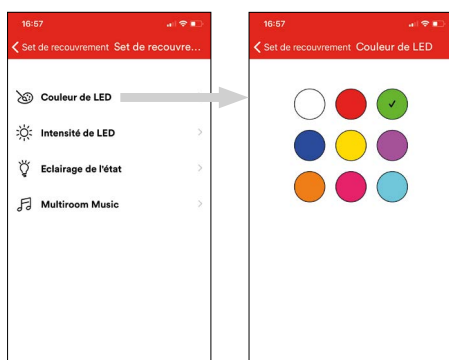 16:57
Set de recouvrement Set de recouvre...
Couleur de LED
Intensité de LED
Eclairage de l'état
Multiroom Music
16:57
Set de recouvrement Couleur de LED